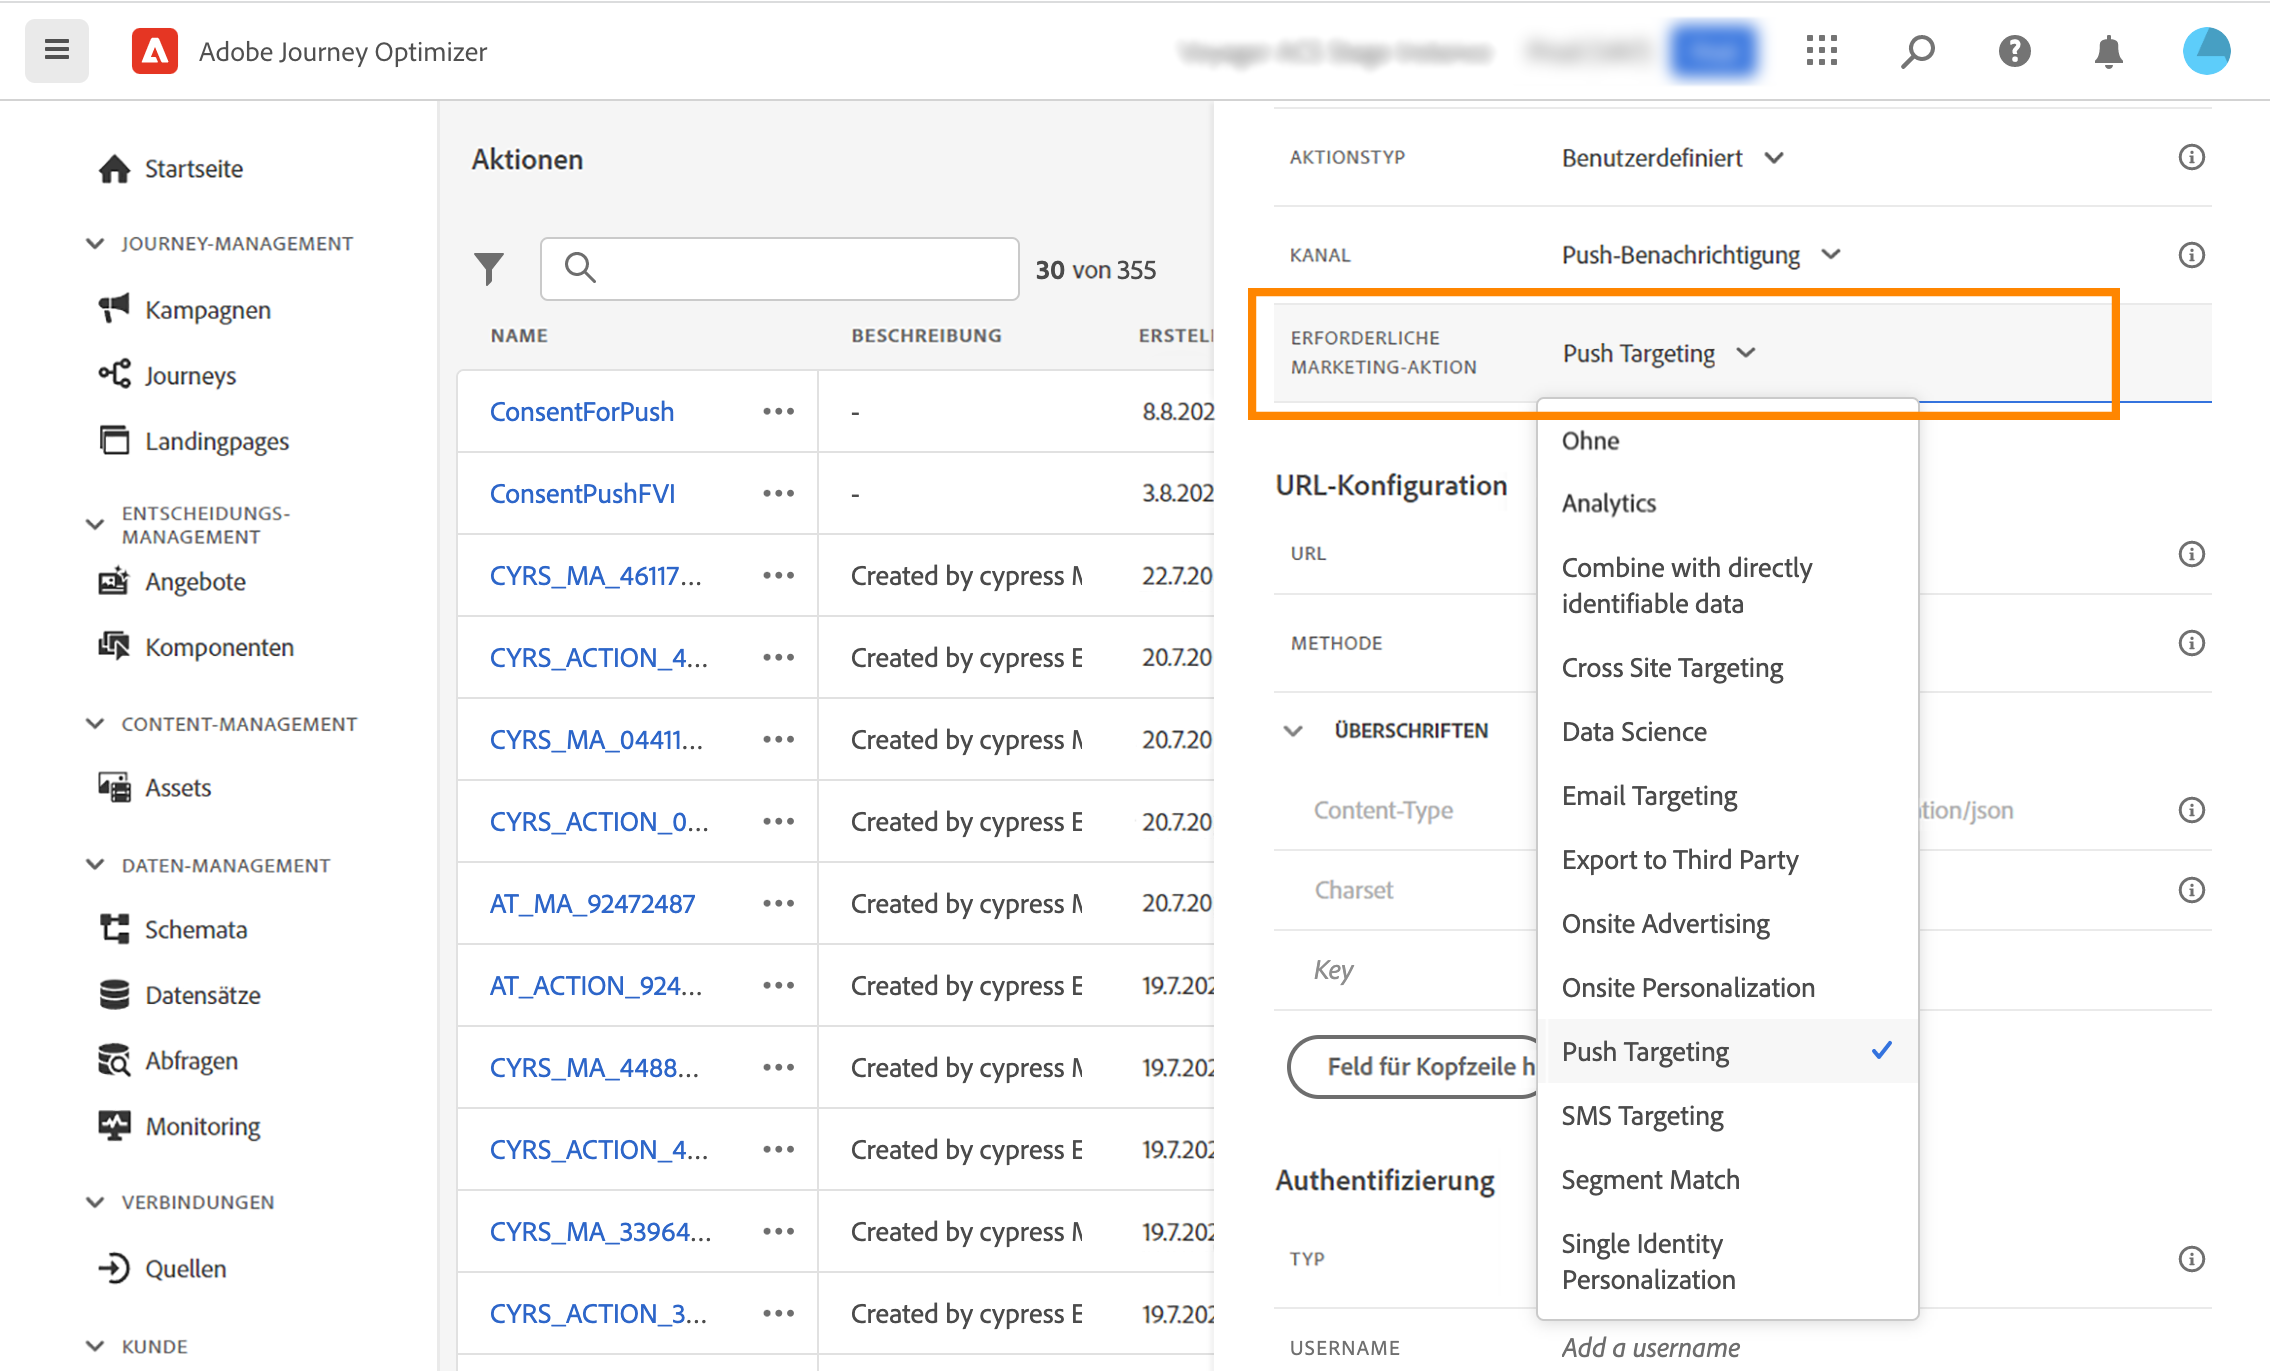 Adobe Journey Optimizer
Startseite
JOURNEY-MANAGEMENT
Kampagnen
Journeys
Landingpages
ENTSCHEIDUNGS-
MANAGEMENT
Angebote
Komponenten
CONTENT-MANAGEMENT
Assets
DATEN-MANAGEMENT
Schemata
Datensätze
Abfragen
Monitoring
VERBINDUNGEN
Quellen
KUNDE
Aktionen
30 von 355
NAME BESCHREIBUNG ERSTELL
ConsentForPush ••• - 8.8.202
ConsentPushFVI ••• - 3.8.202
CYRS_MA_46117... ••• Created by cypress M 22.7.20
CYRS_ACTION_4... ••• Created by cypress E 20.7.20
CYRS_MA_04411... ••• Created by cypress M 20.7.20
CYRS_ACTION_0... ••• Created by cypress E 20.7.20
AT_MA_92472487 ••• Created by cypress M 20.7.20
AT_ACTION_924... ••• Created by cypress E 19.7.202
CYRS_MA_4488... ••• Created by cypress M 19.7.202
CYRS_ACTION_4... ••• Created by cypress E 19.7.202
CYRS_MA_33964... ••• Created by cypress M 19.7.202
CYRS_ACTION_3... ••• Created by cypress E 19.7.202
AKTIONSTYP Benutzerdefiniert
KANAL Push-Benachrichtigung
ERFORDERLICHE
MARKETING-AKTION
Push Targeting
Ohne
Analytics
Combine with directly
identifiable data
Cross Site Targeting
Data Science
Email Targeting
Export to Third Party
Onsite Advertising
Onsite Personalization
Push Targeting
SMS Targeting
Segment Match
Single Identity
Personalization
URL-Konfiguration
URL
METHODE
ÜBERSCHRIFTEN
Content-Type tion/json
Charset
Key
Feld für Kopfzeile h
Authentifizierung
TYP
USERNAME Add a username